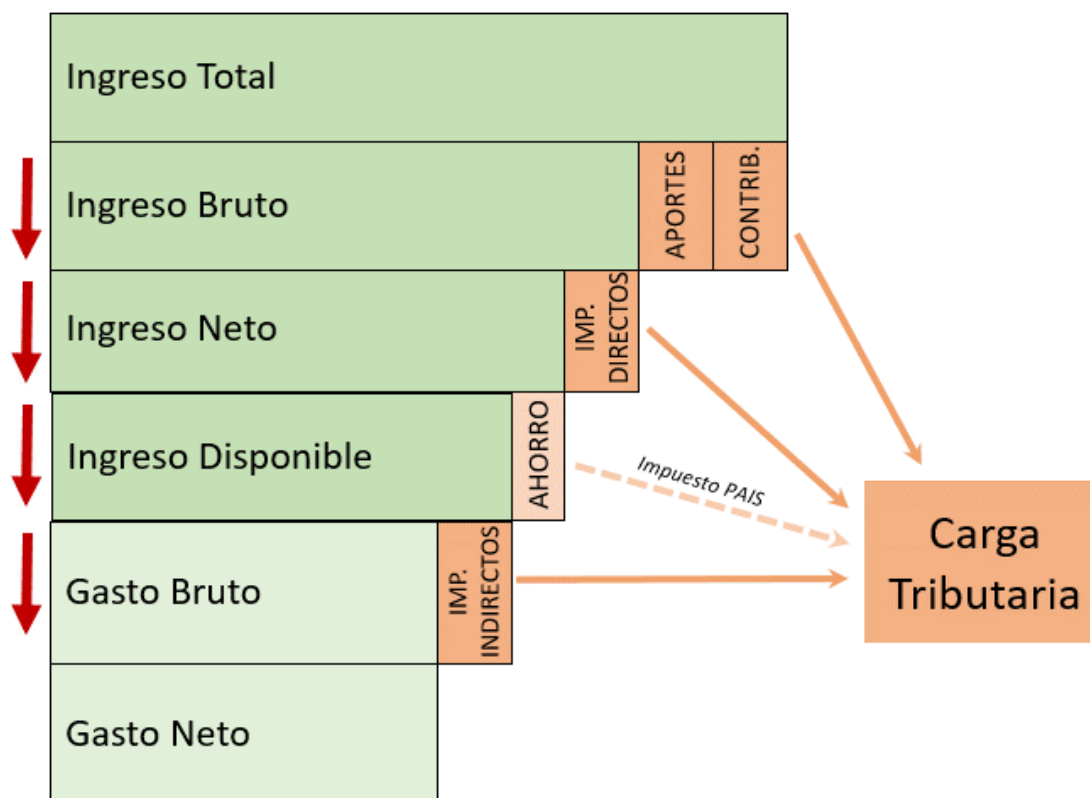 Ingreso Total
Ingreso Bruto
APORTES
CONTRIB.
Ingreso Neto
IMP.
DIRECTOS
Ingreso Disponible
AHORRO
Impuesto PAIS
Gasto Bruto
IMP.
INDIRECTOS
Carga
Tributaria
Gasto Neto